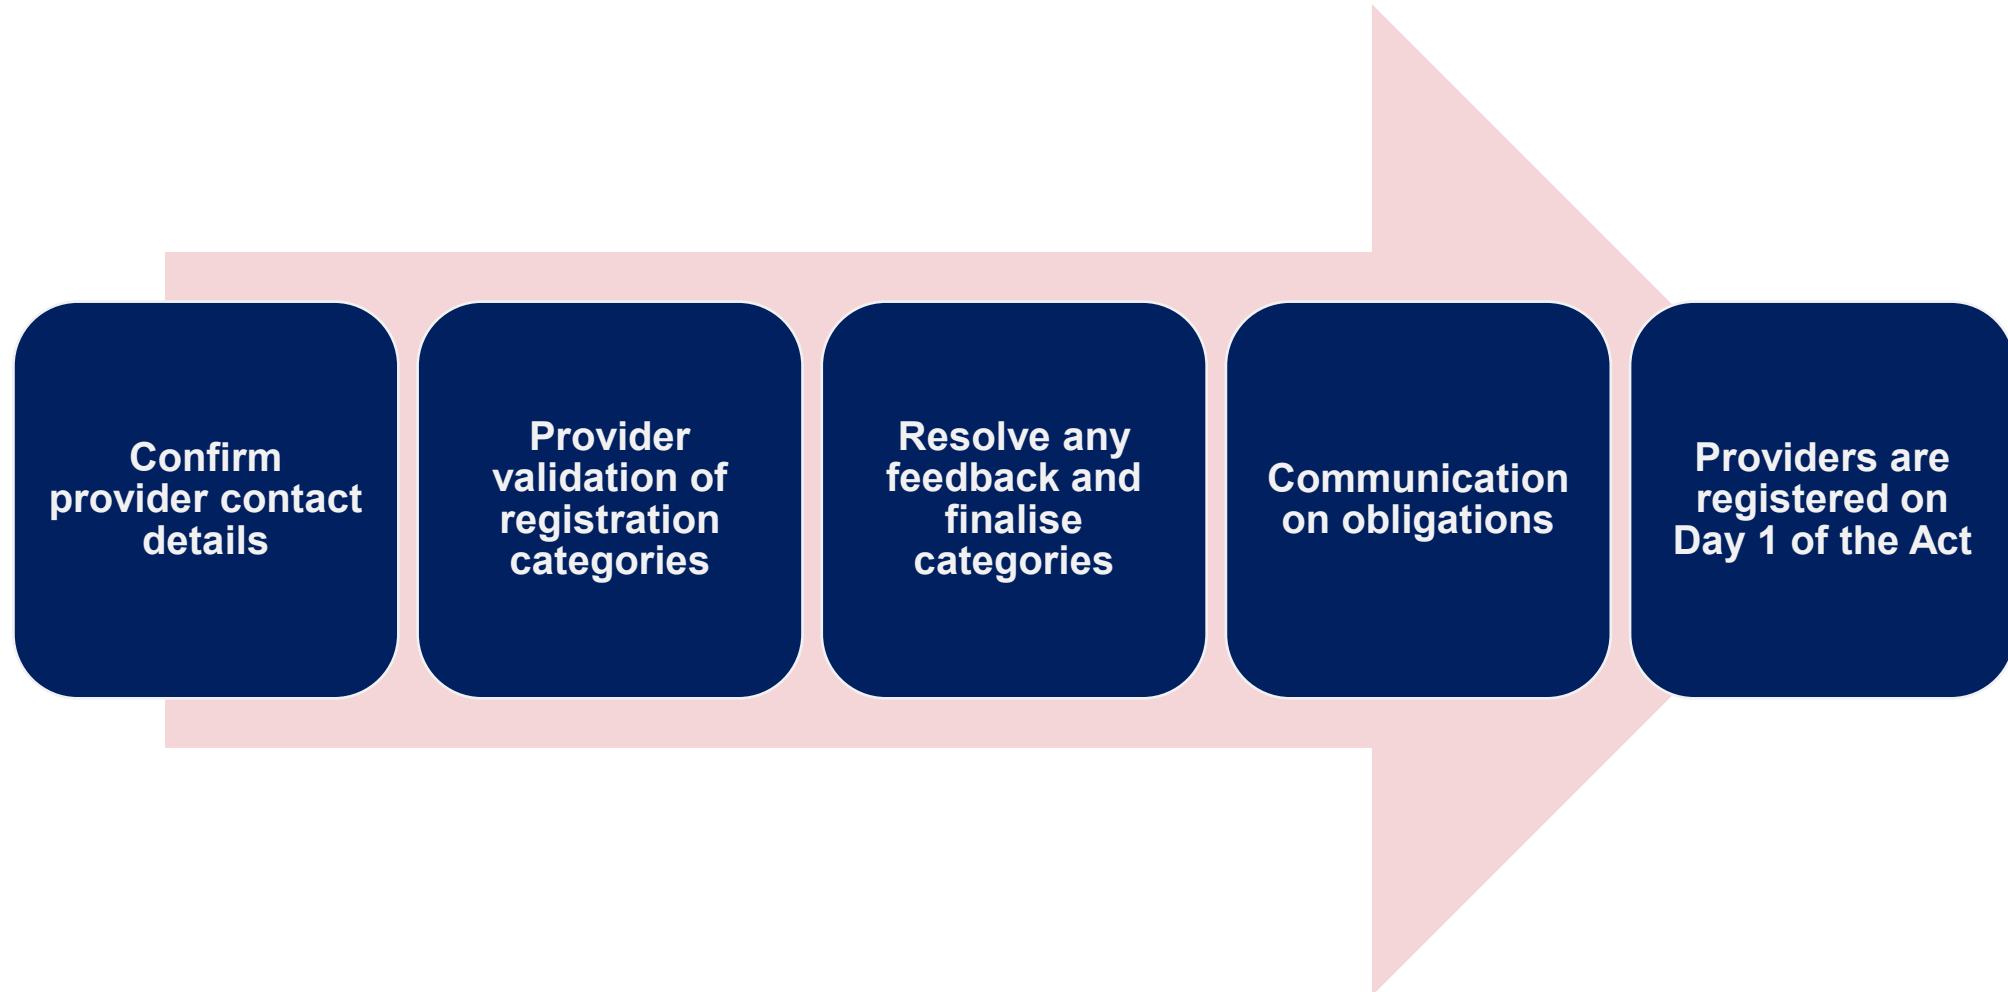 Confirm
provider contact
details
Provider
validation of
registration
categories
Resolve any
feedback and
finalise
categories
Communication
on obligations
Providers are
registered on
Day 1 of the Act